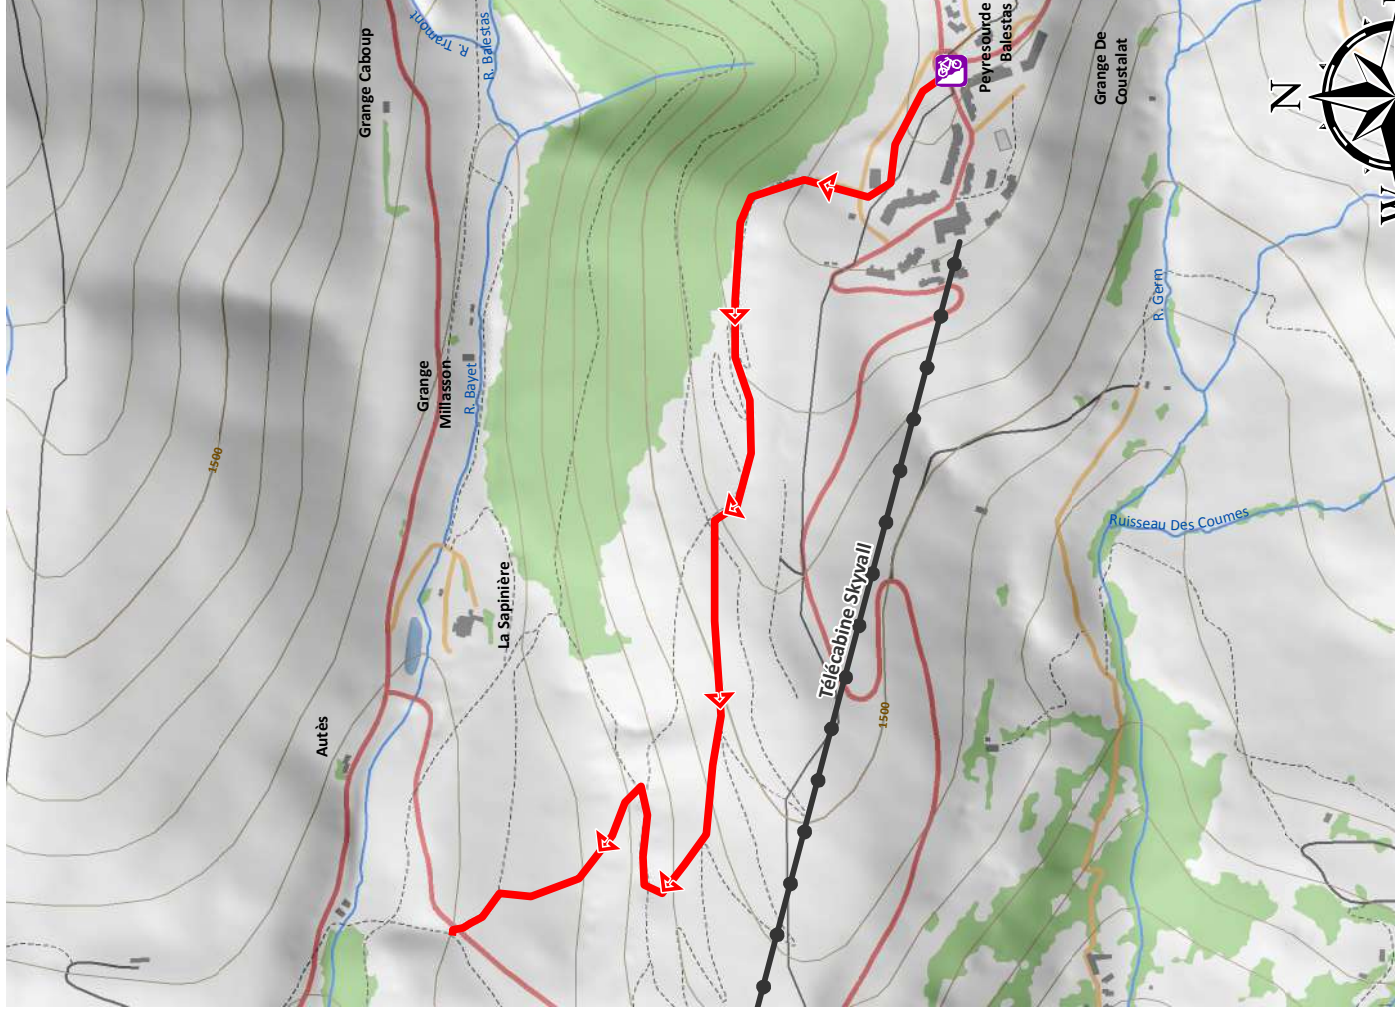 R. Tramont
R. Balestas
Grange Caboup
Peyresourde
Balestas
Grange De
Coustalat
N
W
R. Germ
Grange
Millasson
R. Bayet
1500
Ruisseau Des Coumes
La Sapinière
Télécabine Skyvall
1500
Autès